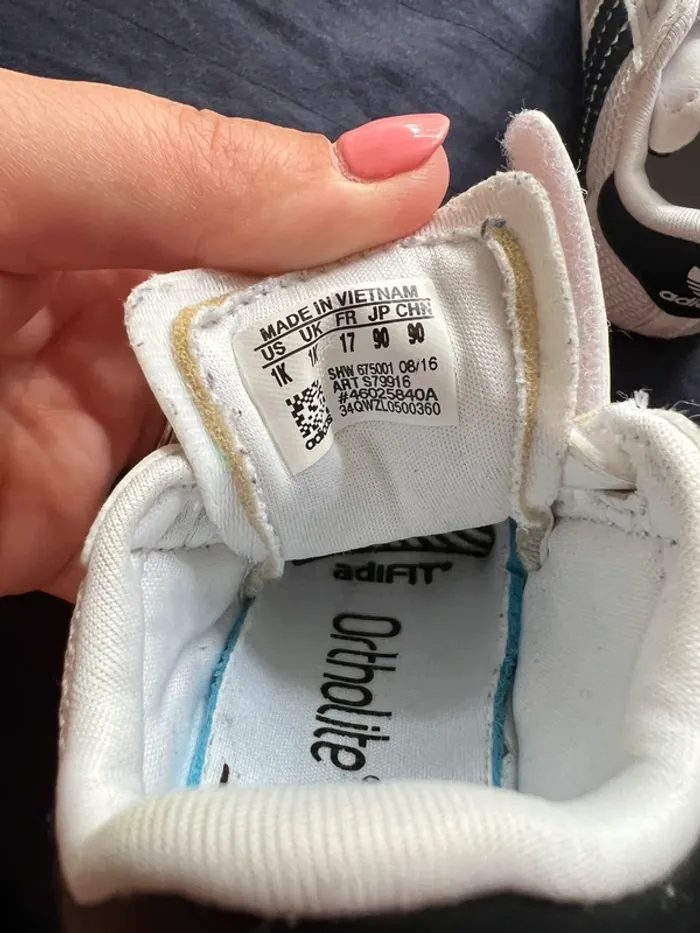 MADE IN VIETNAM
US UK FR JP CHN
1K 17 90 90
SHW 675001 08/16
ART S79916
#46025840A
34QWZL0500360
adidas
adiFIT
Ortholite